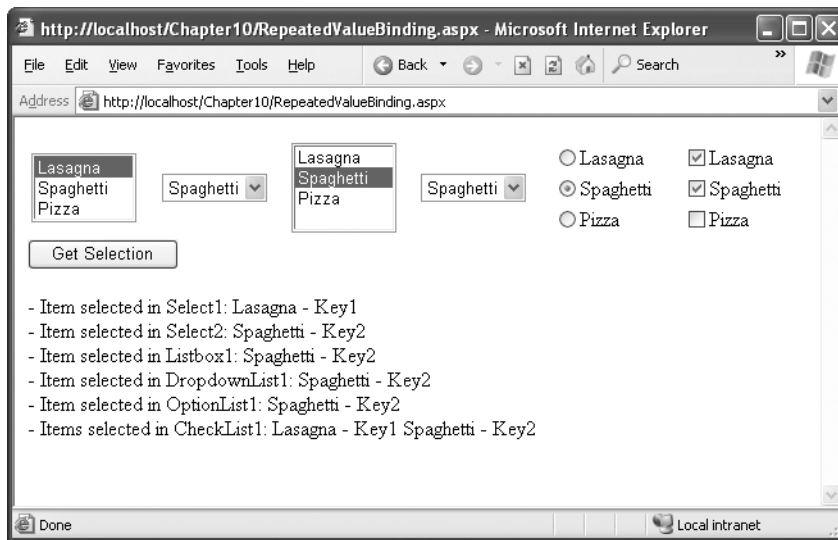 http://localhost/Chapter10/RepeatedValueBinding.aspx - Microsoft Internet Explorer
File Edit View Favorites Tools Help Back Search »
Address http://localhost/Chapter10/RepeatedValueBinding.aspx
Lasagna
Spaghetti
Pizza
Spaghetti
Lasagna
Spaghetti
Pizza
Spaghetti
Lasagna
Spaghetti
Pizza
Lasagna
Spaghetti
Pizza
Get Selection
- Item selected in Select1: Lasagna - Key1
- Item selected in Select2: Spaghetti - Key2
- Item selected in Listbox1: Spaghetti - Key2
- Item selected in DropdownList1: Spaghetti - Key2
- Item selected in OptionList1: Spaghetti - Key2
- Items selected in CheckList1: Lasagna - Key1 Spaghetti - Key2
Done Local intranet